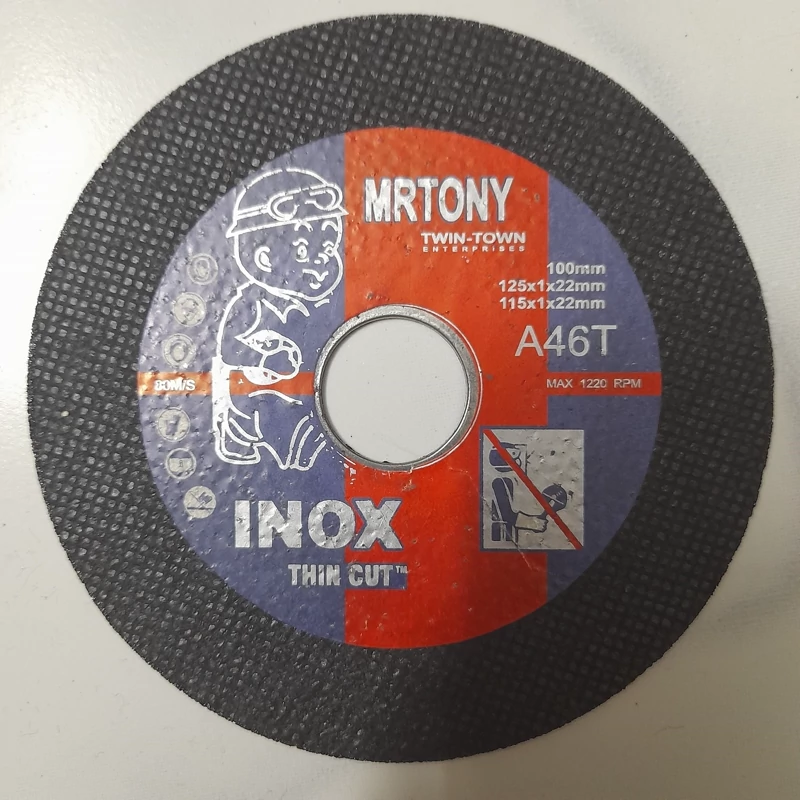 MRTONY
TWIN-TOWN
ENTERPRISES
100mm
125x1x22mm
115x1x22mm
A46T
80M/S
MAX 1220 RPM
INOX
THIN CUT™